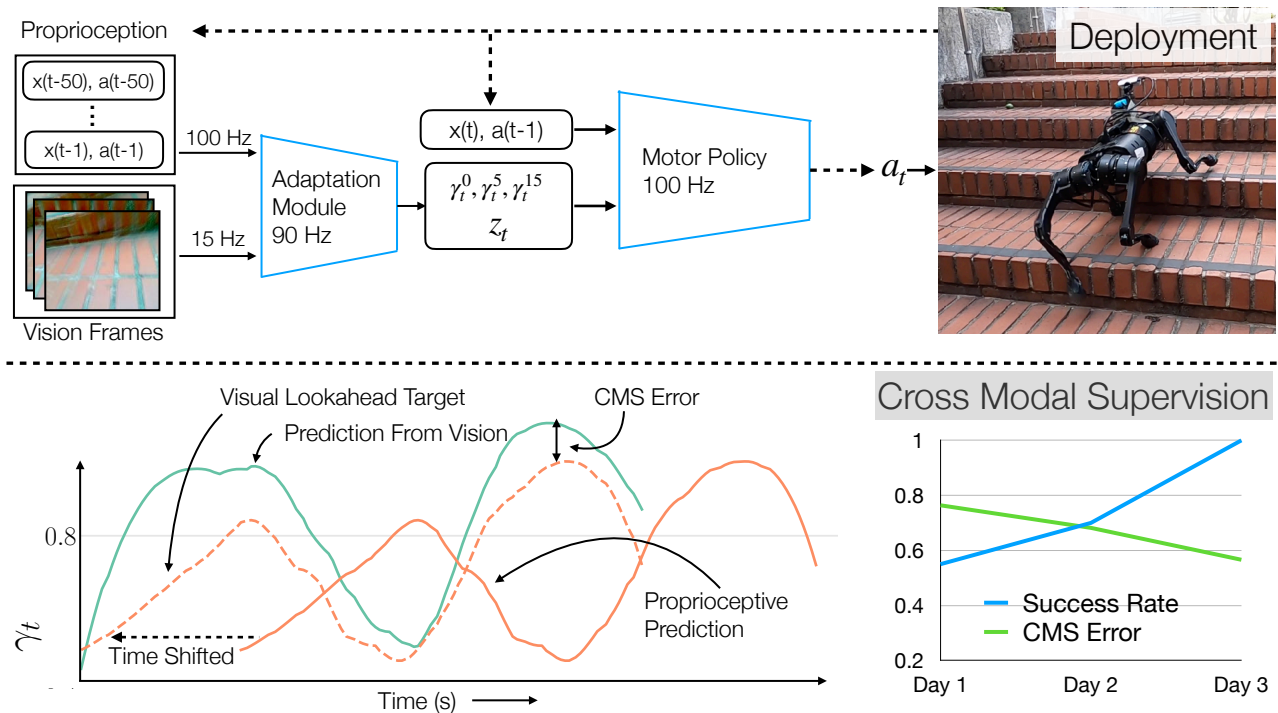 Proprioception
x(t-50), a(t-50)
⋮
x(t-1), a(t-1)
100 Hz
15 Hz
Vision Frames
Adaptation
Module
90 Hz
x(t), a(t-1)
γ_t^0, γ_t^5, γ_t^15
z_t
Motor Policy
100 Hz
a_t
Deployment
Visual Lookahead Target
Prediction From Vision
CMS Error
0.8
γ_t
Time Shifted
Proprioceptive
Prediction
Time (s)
Cross Modal Supervision
1
0.8
0.6
0.4
0.2
Success Rate
CMS Error
Day 1
Day 2
Day 3